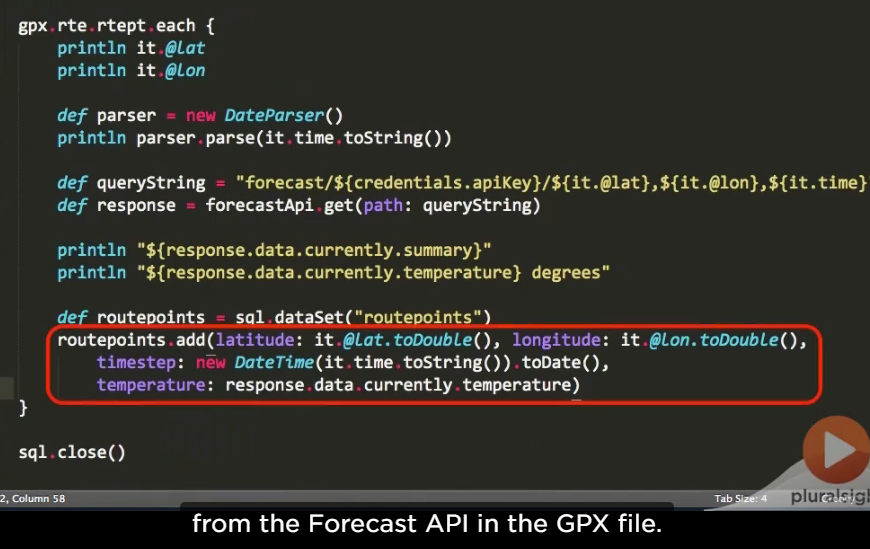 gpx.rte.rtept.each {
println it.@lat
println it.@lon
def parser = new DateParser()
println parser.parse(it.time.toString())
def queryString = "forecast/${credentials.apiKey}/${it.@lat},${it.@lon},${it.time}"
def response = forecastApi.get(path: queryString)
println "${response.data.currently.summary}"
println "${response.data.currently.temperature} degrees"
def routepoints = sql.dataSet("routepoints")
routepoints.add(latitude: it.@lat.toDouble(), longitude: it.@lon.toDouble(),
timestep: new DateTime(it.time.toString()).toDate(),
temperature: response.data.currently.temperature)
}
sql.close()
2, Column 58
Tab Size: 4
pluralsigh
from the Forecast API in the GPX file.